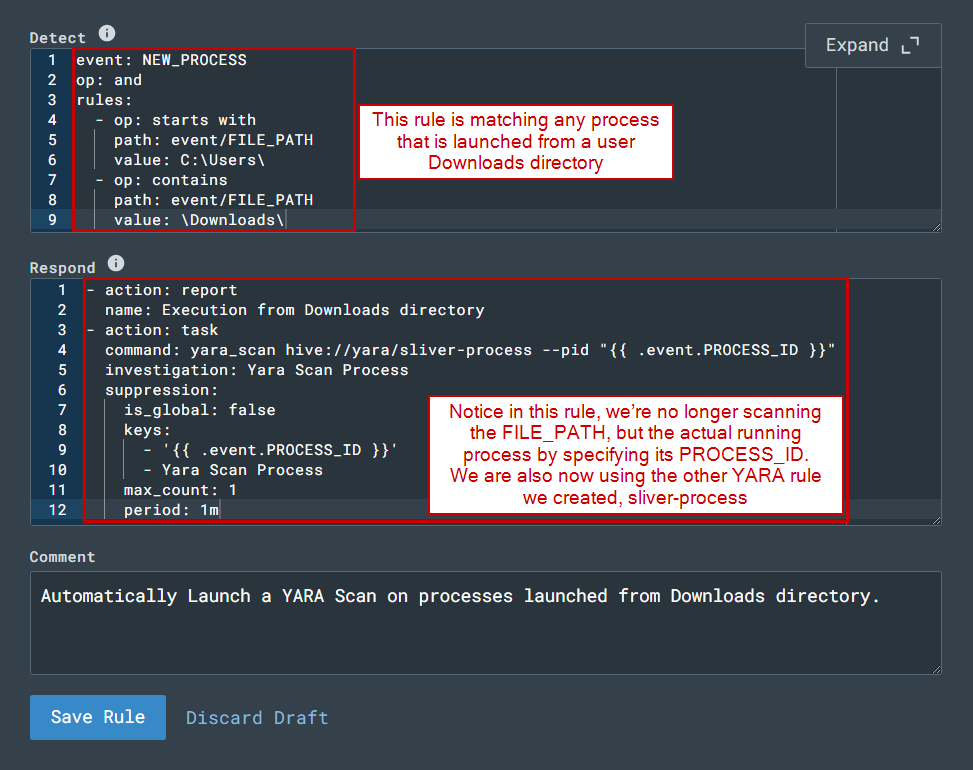 Detect
Expand
1 event: NEW_PROCESS
2 op: and
3 rules:
4 - op: starts with
5 path: event/FILE_PATH
6 value: C:\Users\
7 - op: contains
8 path: event/FILE_PATH
9 value: \Downloads\
This rule is matching any process
that is launched from a user
Downloads directory
Respond
1 - action: report
2 name: Execution from Downloads directory
3 - action: task
4 command: yara_scan hive://yara/sliver-process --pid "{{ .event.PROCESS_ID }}"
5 investigation: Yara Scan Process
6 suppression:
7 is_global: false
8 keys:
9 - '{{ .event.PROCESS_ID }}'
10 - Yara Scan Process
11 max_count: 1
12 period: 1m
Notice in this rule, we’re no longer scanning
the FILE_PATH, but the actual running
process by specifying its PROCESS_ID.
We are also now using the other YARA rule
we created, sliver-process
Comment
Automatically Launch a YARA Scan on processes launched from Downloads directory.
Save Rule
Discard Draft